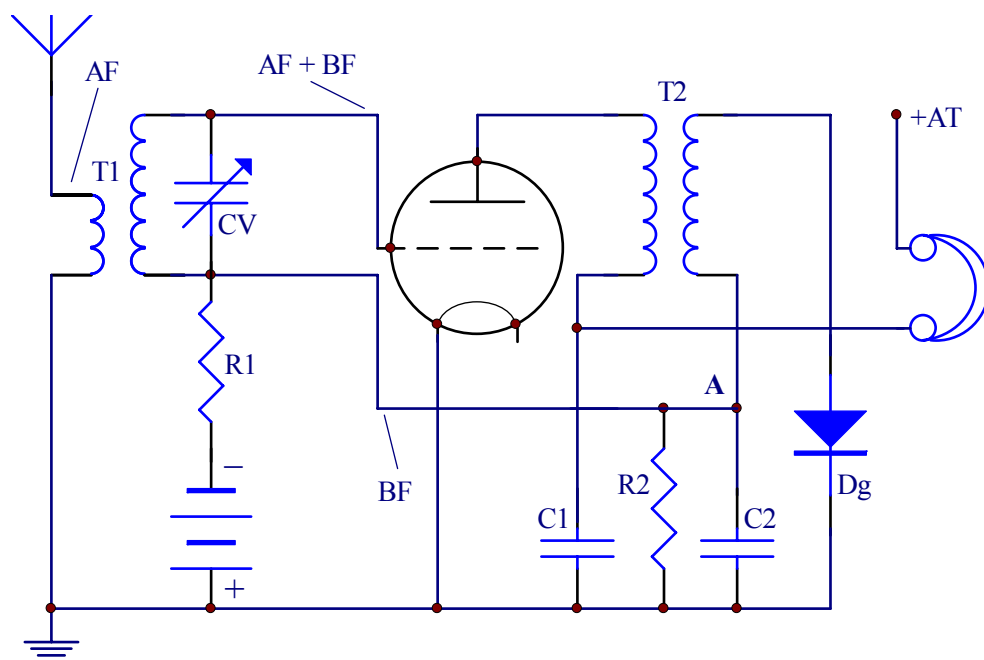 AF + BF
AF
T2
+AT
T1
CV
R1
A
–
BF
R2
Dg
C1
C2
+